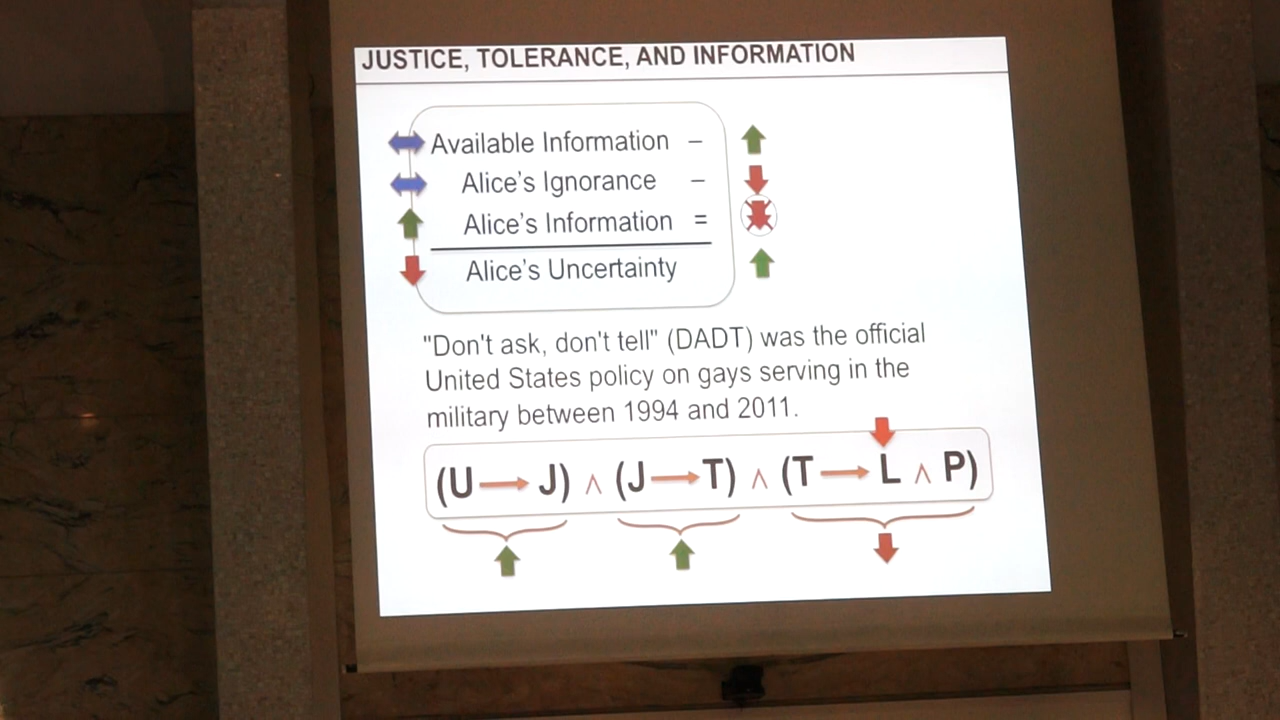 JUSTICE, TOLERANCE, AND INFORMATION
Available Information –
Alice's Ignorance –
Alice's Information =
Alice's Uncertainty
"Don't ask, don't tell" (DADT) was the official
United States policy on gays serving in the
military between 1994 and 2011.
(U → J) ∧ (J → T) ∧ (T → L ∧ P)